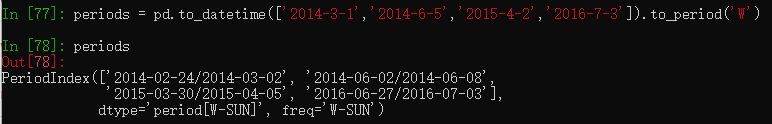 In [77]: periods = pd.to_datetime(['2014-3-1','2014-6-5','2015-4-2','2016-7-3']).to_period('W')
In [78]: periods
Out[78]:
PeriodIndex(['2014-02-24/2014-03-02', '2014-06-02/2014-06-08',
'2015-03-30/2015-04-05', '2016-06-27/2016-07-03'],
dtype='period[W-SUN]', freq='W-SUN')